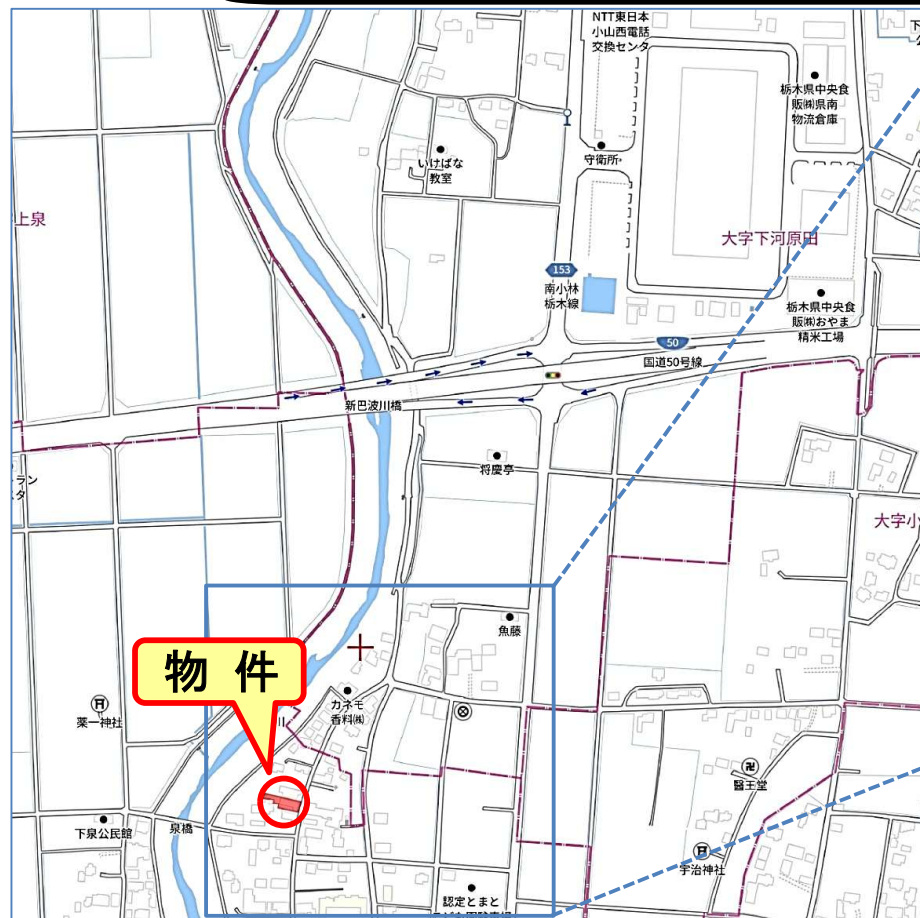 NTT東日本
小山西電話
交換センタ
栃木県中央食
販㈱県南
物流倉庫
いけばな
教室
守衛所
上泉
大字下河原田
153
南小林
栃木線
栃木県中央食
販㈱おやま
精米工場
50
国道50号線
新巴波川橋
将慶亭
ラン
大字小
魚藤
物 件
カネモ
香料㈱
川
薬一神社
醫王堂
下泉公民館
泉橋
宇治神社
認定とまと